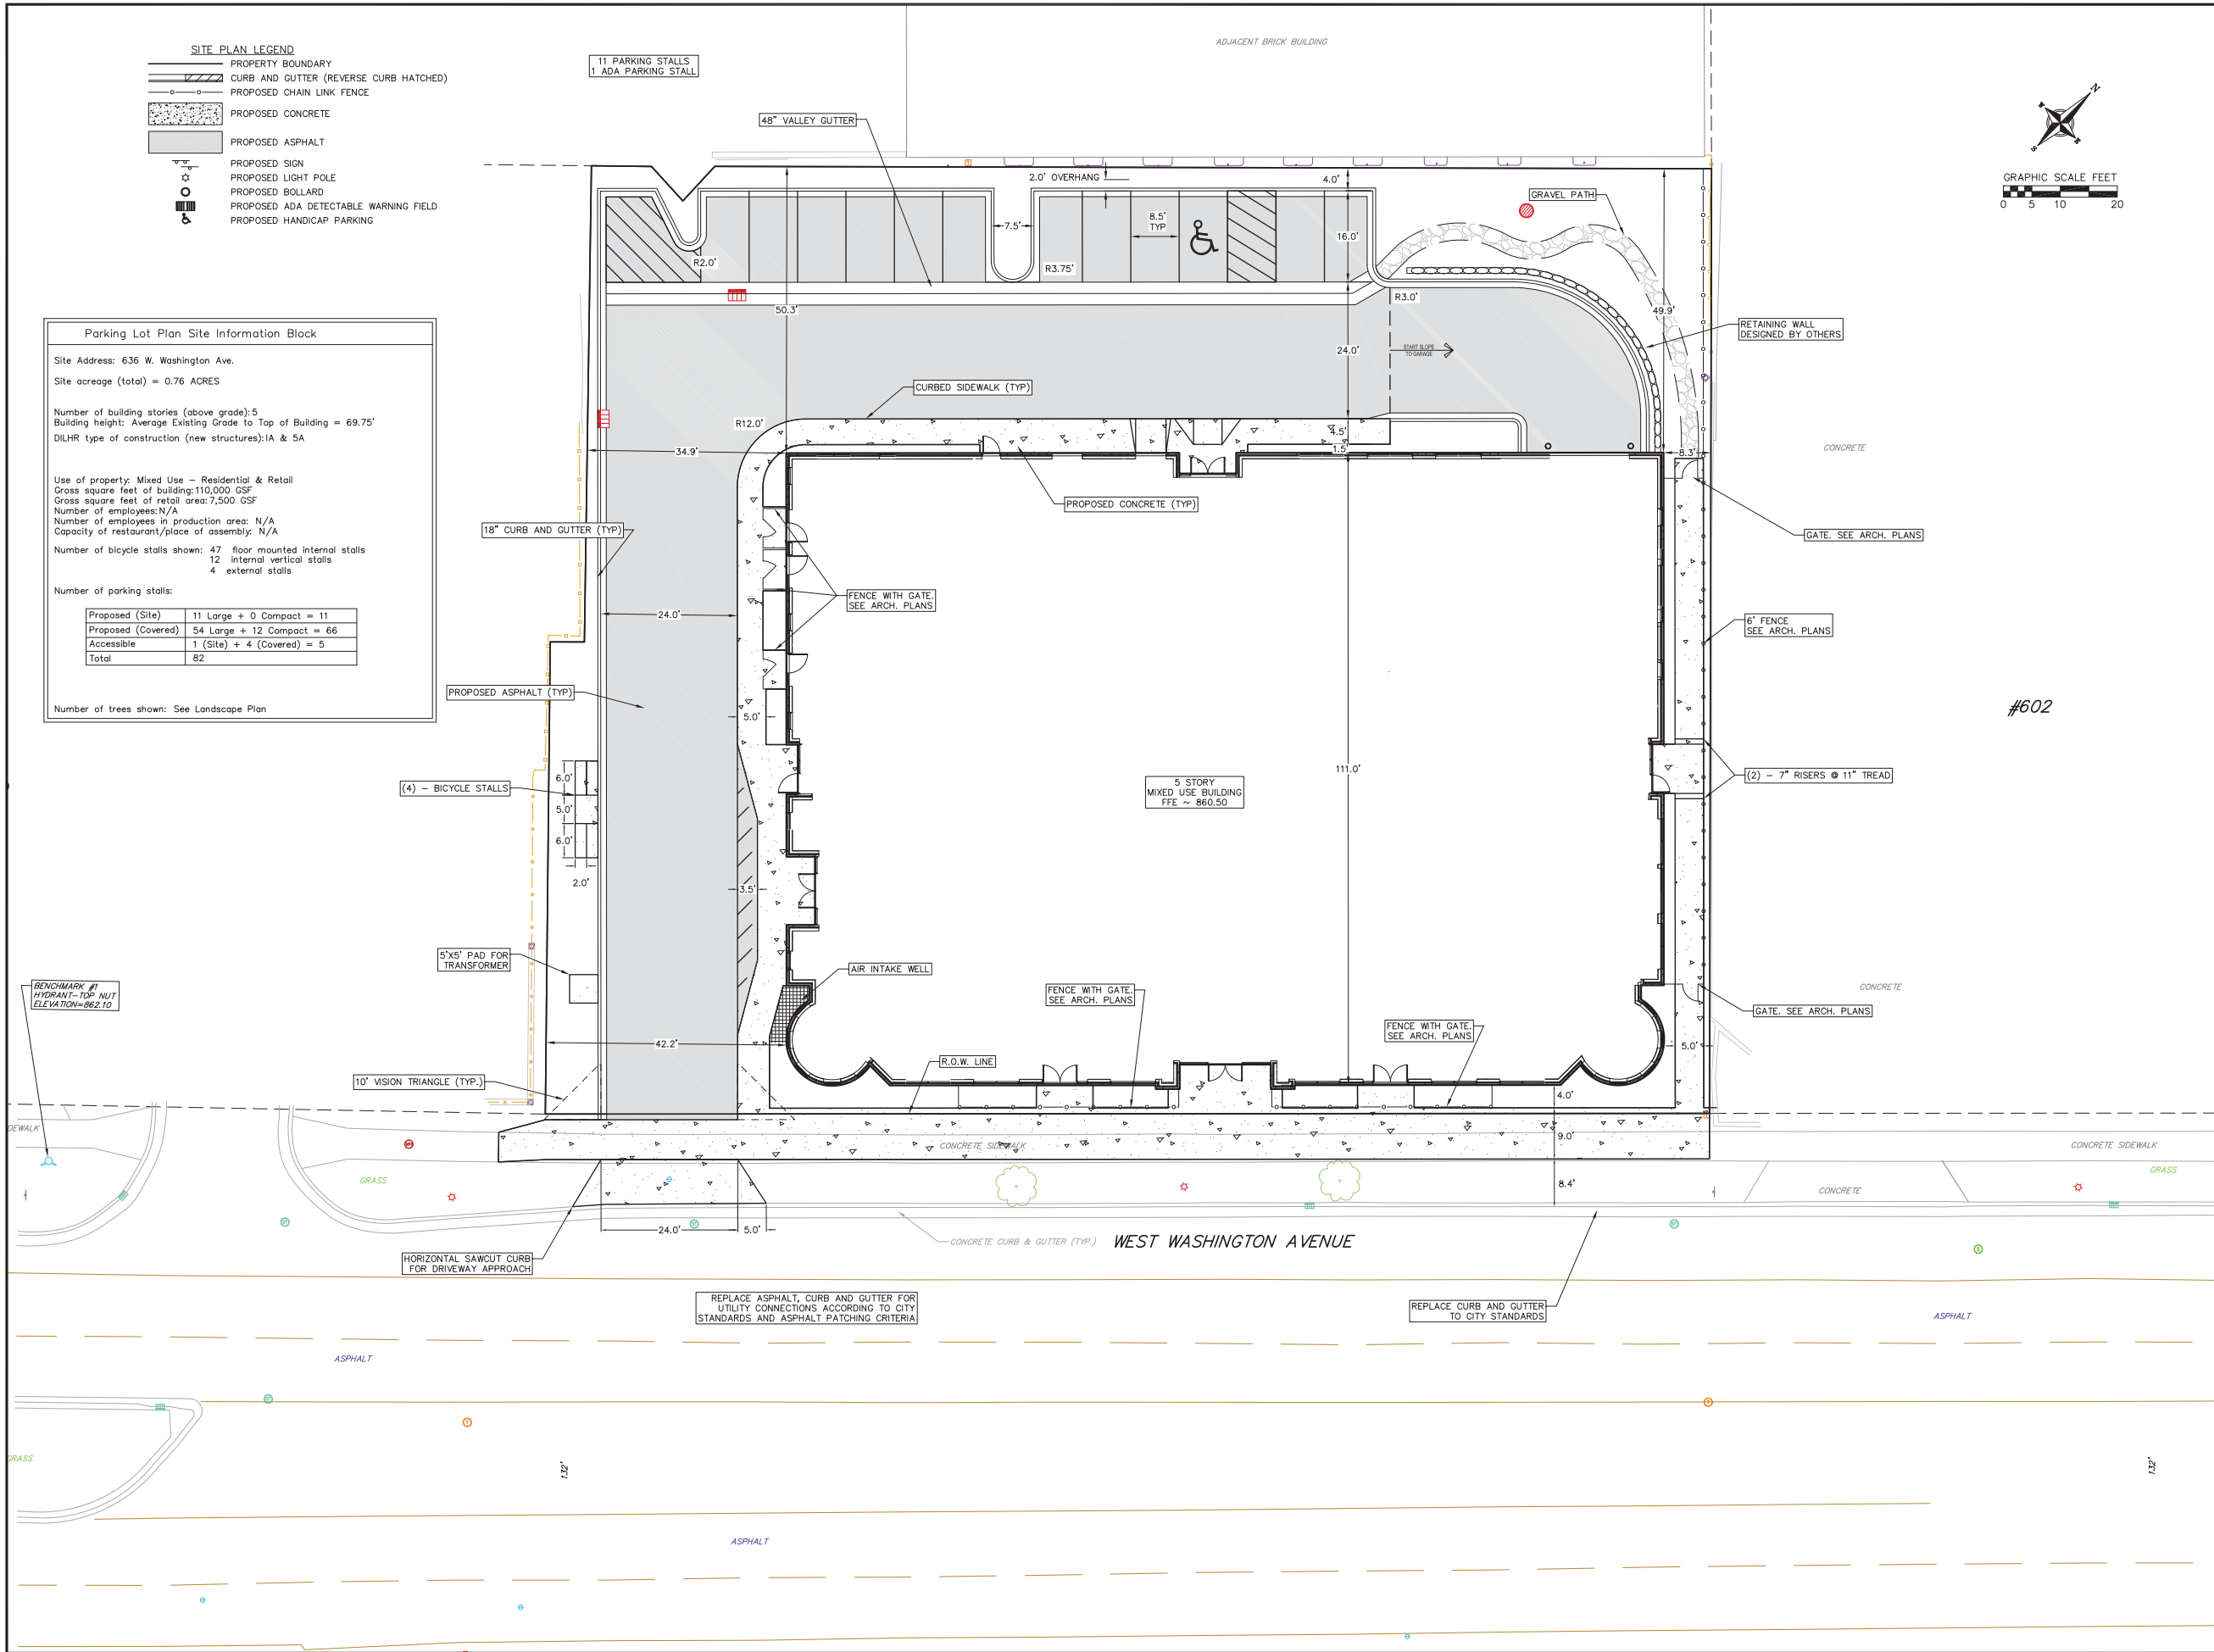 SITE PLAN LEGEND
PROPERTY BOUNDARY
CURB AND GUTTER (REVERSE CURB HATCHED)
PROPOSED CHAIN LINK FENCE
PROPOSED CONCRETE
PROPOSED ASPHALT
PROPOSED SIGN
PROPOSED LIGHT POLE
PROPOSED BOLLARD
PROPOSED ADA DETECTABLE WARNING FIELD
PROPOSED HANDICAP PARKING
11 PARKING STALLS
1 ADA PARKING STALL
ADJACENT BRICK BUILDING
N
GRAPHIC SCALE FEET
0 5 10 20
48" VALLEY GUTTER
2.0' OVERHANG
4.0'
GRAVEL PATH
7.5'
8.5'
TYP
16.0'
R2.0'
R3.75'
R3.0'
50.3'
49.9'
RETAINING WALL
DESIGNED BY OTHERS
24.0'
START SLOPE
TO GARAGE
CURBED SIDEWALK (TYP)
R12.0'
4.5'
1.5'
34.9'
8.3'
CONCRETE
PROPOSED CONCRETE (TYP)
18" CURB AND GUTTER (TYP)
GATE. SEE ARCH. PLANS
FENCE WITH GATE.
SEE ARCH. PLANS
24.0'
6' FENCE
SEE ARCH. PLANS
Parking Lot Plan Site Information Block
Site Address: 636 W. Washington Ave.
Site acreage (total) = 0.76 ACRES
Number of building stories (above grade): 5
Building height: Average Existing Grade to Top of Building = 69.75'
DILHR type of construction (new structures): IA & 5A
Use of property: Mixed Use – Residential & Retail
Gross square feet of building: 110,000 GSF
Gross square feet of retail area: 7,500 GSF
Number of employees: N/A
Number of employees in production area: N/A
Capacity of restaurant/place of assembly: N/A
Number of bicycle stalls shown: 47 floor mounted internal stalls
12 internal vertical stalls
4 external stalls
Number of parking stalls:
Proposed (Site) 11 Large + 0 Compact = 11
Proposed (Covered) 54 Large + 12 Compact = 66
Accessible 1 (Site) + 4 (Covered) = 5
Total 82
Number of trees shown: See Landscape Plan
PROPOSED ASPHALT (TYP)
5.0'
#602
(4) – BICYCLE STALLS
6.0'
5.0'
6.0'
2.0'
111.0'
5 STORY
MIXED USE BUILDING
FFE ~ 860.50
(2) – 7" RISERS @ 11" TREAD
3.5'
5'X5' PAD FOR
TRANSFORMER
AIR INTAKE WELL
BENCHMARK #1
HYDRANT-TOP NUT
ELEVATION=862.10
FENCE WITH GATE.
SEE ARCH. PLANS
FENCE WITH GATE.
SEE ARCH. PLANS
CONCRETE
GATE. SEE ARCH. PLANS
42.2'
5.0'
R.O.W. LINE
10' VISION TRIANGLE (TYP.)
4.0'
9.0'
CONCRETE SIDEWALK
CONCRETE SIDEWALK
GRASS
GRASS
8.4'
CONCRETE
24.0'
5.0'
CONCRETE CURB & GUTTER (TYP.)
WEST WASHINGTON AVENUE
HORIZONTAL SAWCUT CURB
FOR DRIVEWAY APPROACH
REPLACE ASPHALT, CURB AND GUTTER FOR
UTILITY CONNECTIONS ACCORDING TO CITY
STANDARDS AND ASPHALT PATCHING CRITERIA
REPLACE CURB AND GUTTER
TO CITY STANDARDS
ASPHALT
ASPHALT
132'
132'
ASPHALT